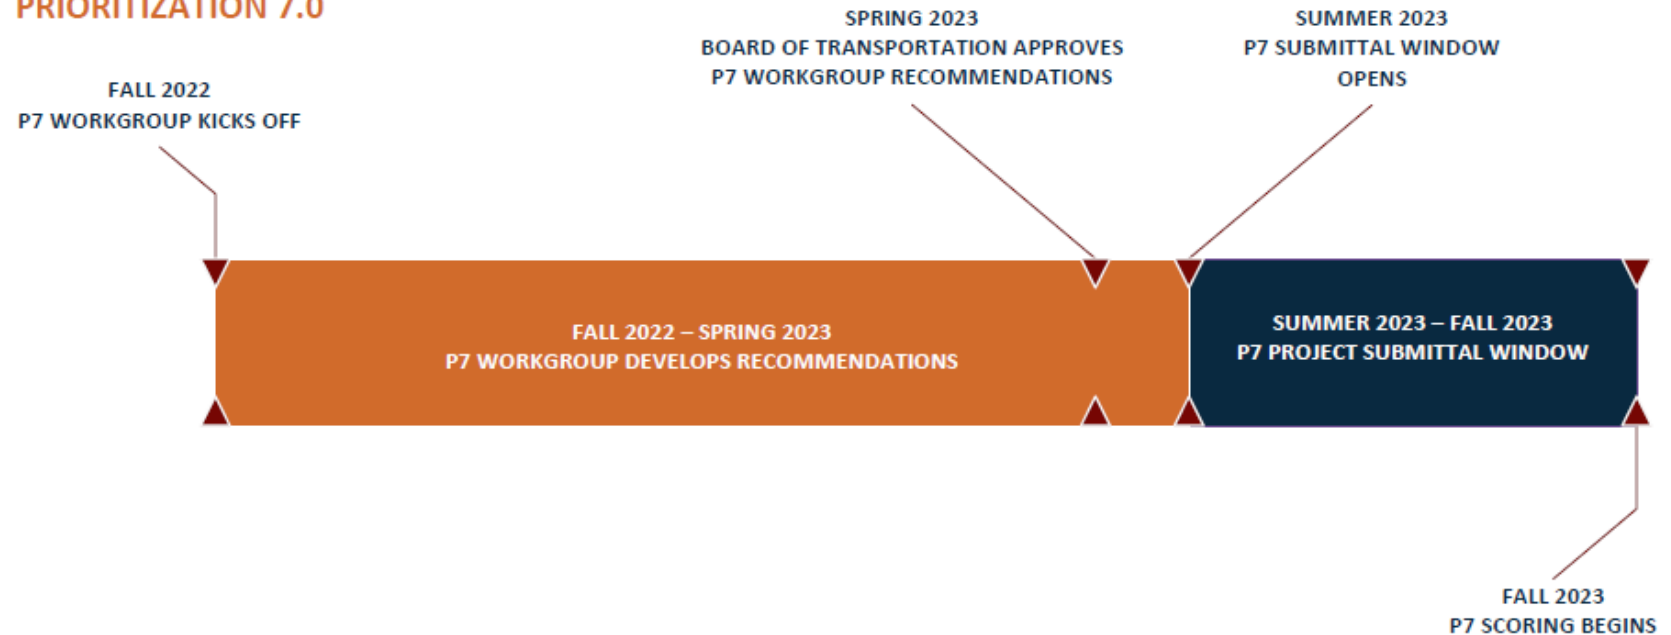 PRIORITIZATION 7.0
FALL 2022
P7 WORKGROUP KICKS OFF
SPRING 2023
BOARD OF TRANSPORTATION APPROVES
P7 WORKGROUP RECOMMENDATIONS
SUMMER 2023
P7 SUBMITTAL WINDOW
OPENS
FALL 2022 – SPRING 2023
P7 WORKGROUP DEVELOPS RECOMMENDATIONS
SUMMER 2023 – FALL 2023
P7 PROJECT SUBMITTAL WINDOW
FALL 2023
P7 SCORING BEGINS